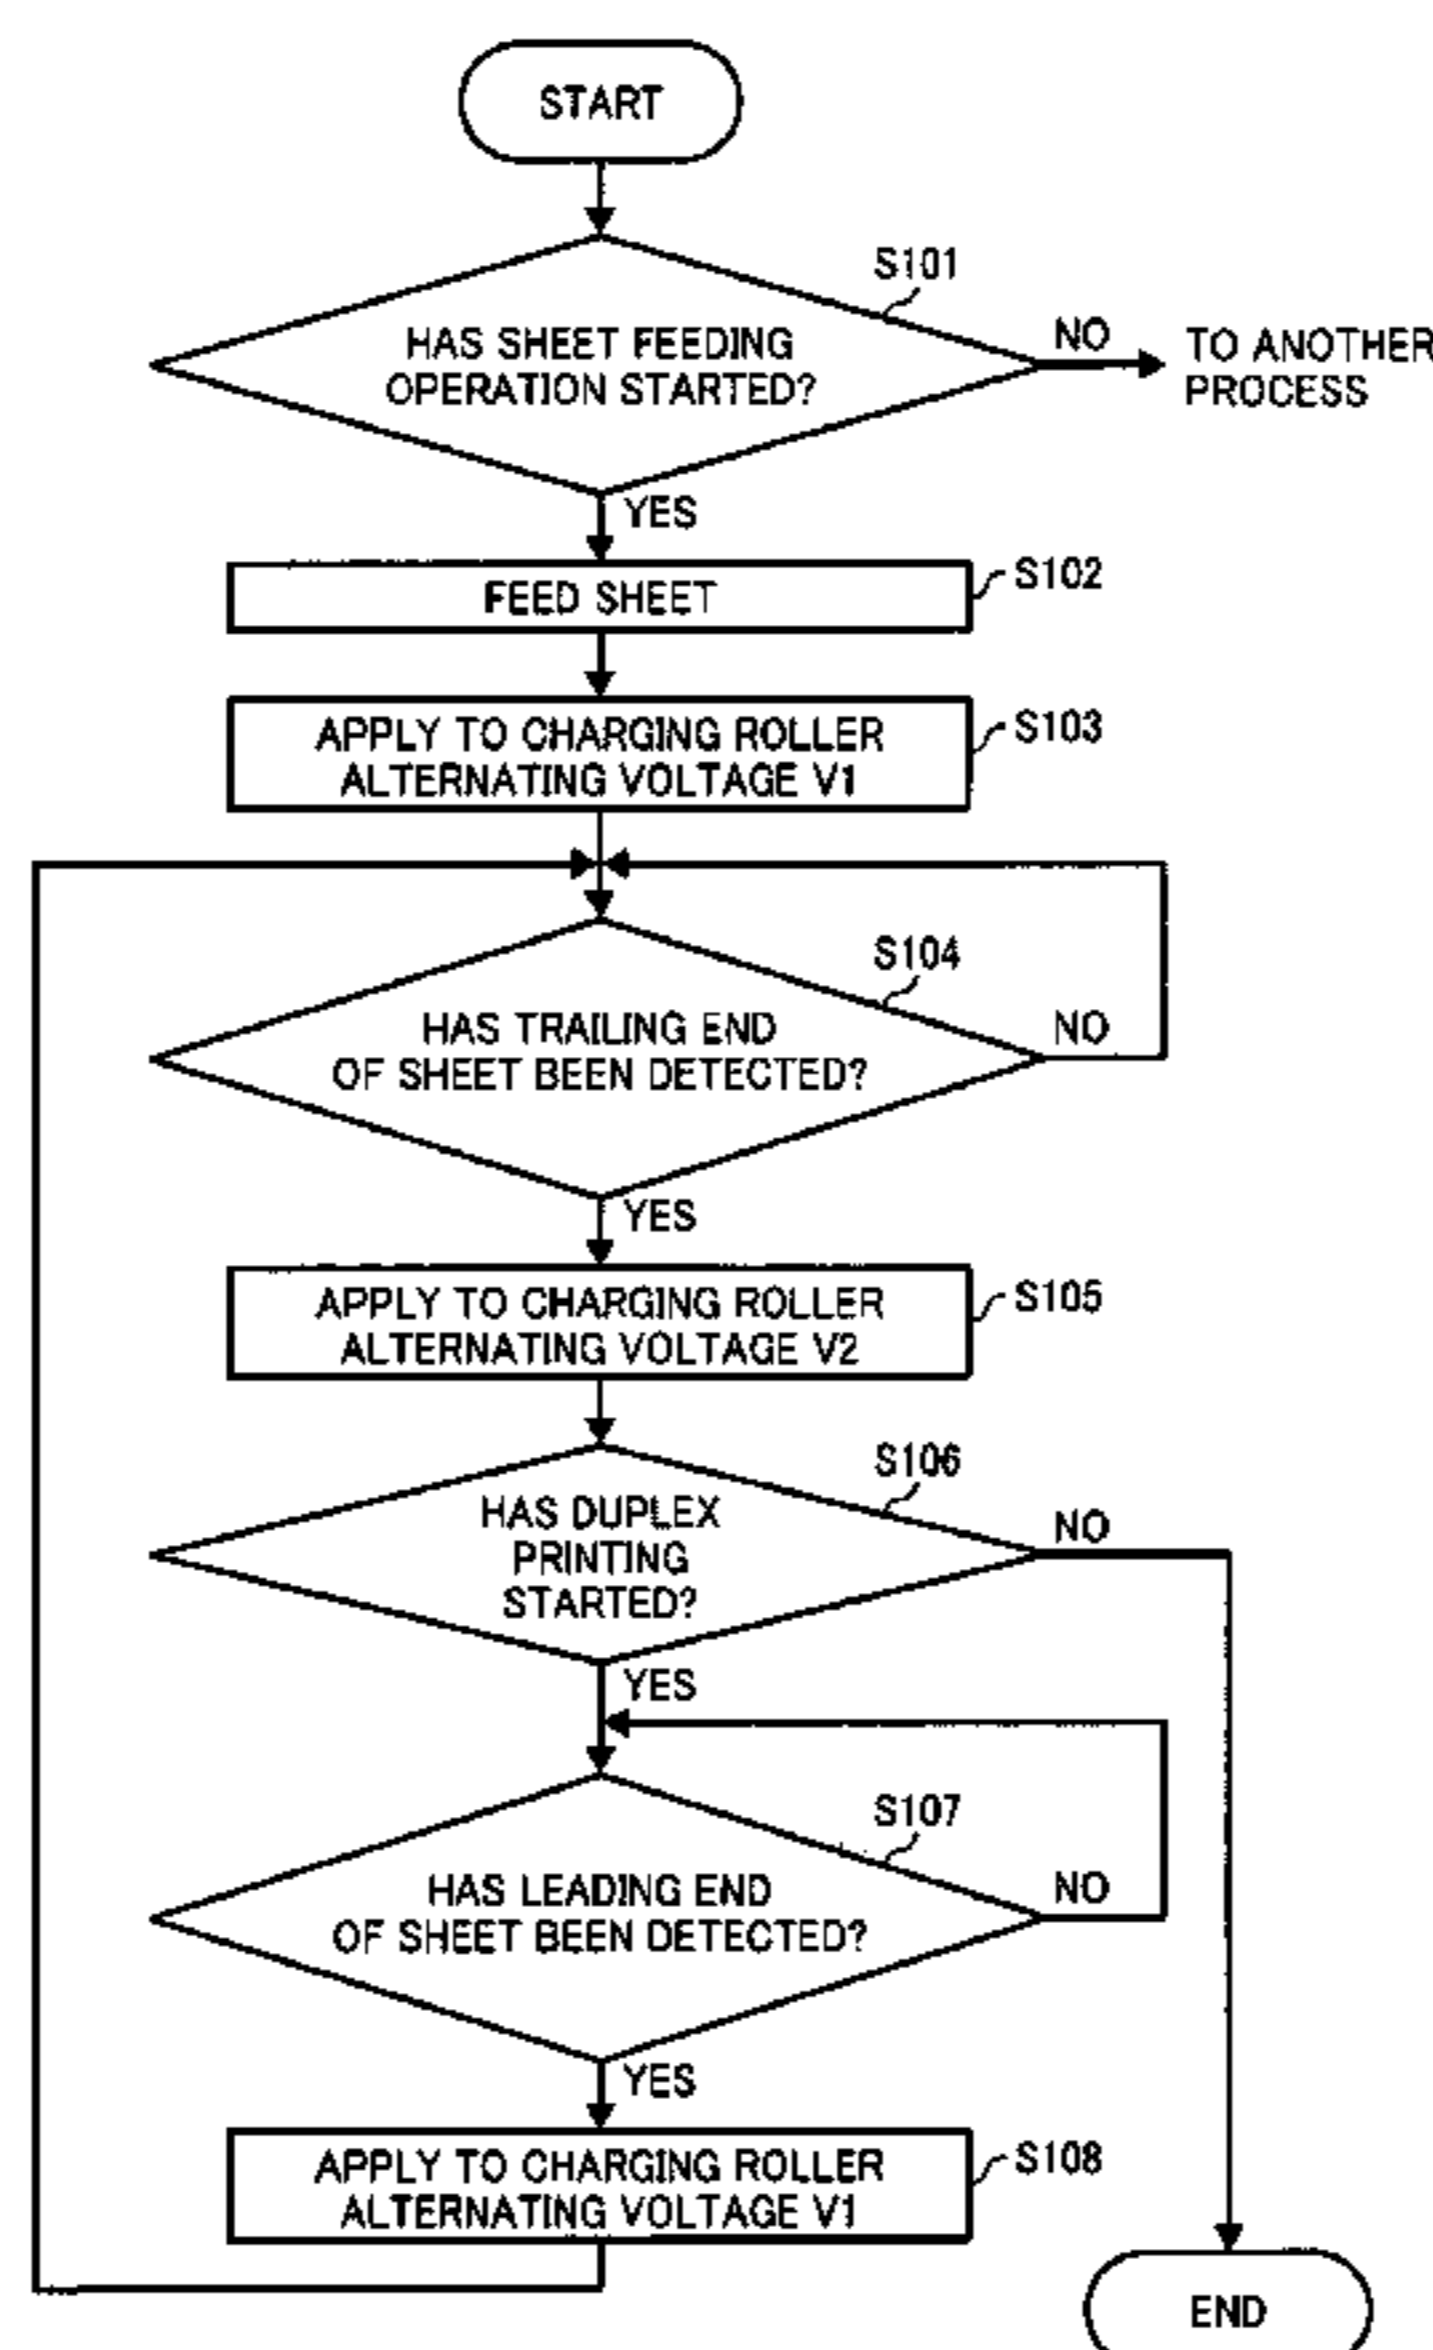 START
S101
HAS SHEET FEEDING
OPERATION STARTED?
NO
TO ANOTHER
PROCESS
YES
FEED SHEET
S102
APPLY TO CHARGING ROLLER
ALTERNATING VOLTAGE V1
S103
S104
HAS TRAILING END
OF SHEET BEEN DETECTED?
NO
YES
APPLY TO CHARGING ROLLER
ALTERNATING VOLTAGE V2
S105
S106
HAS DUPLEX
PRINTING
STARTED?
NO
YES
S107
HAS LEADING END
OF SHEET BEEN DETECTED?
NO
YES
APPLY TO CHARGING ROLLER
ALTERNATING VOLTAGE V1
S108
END